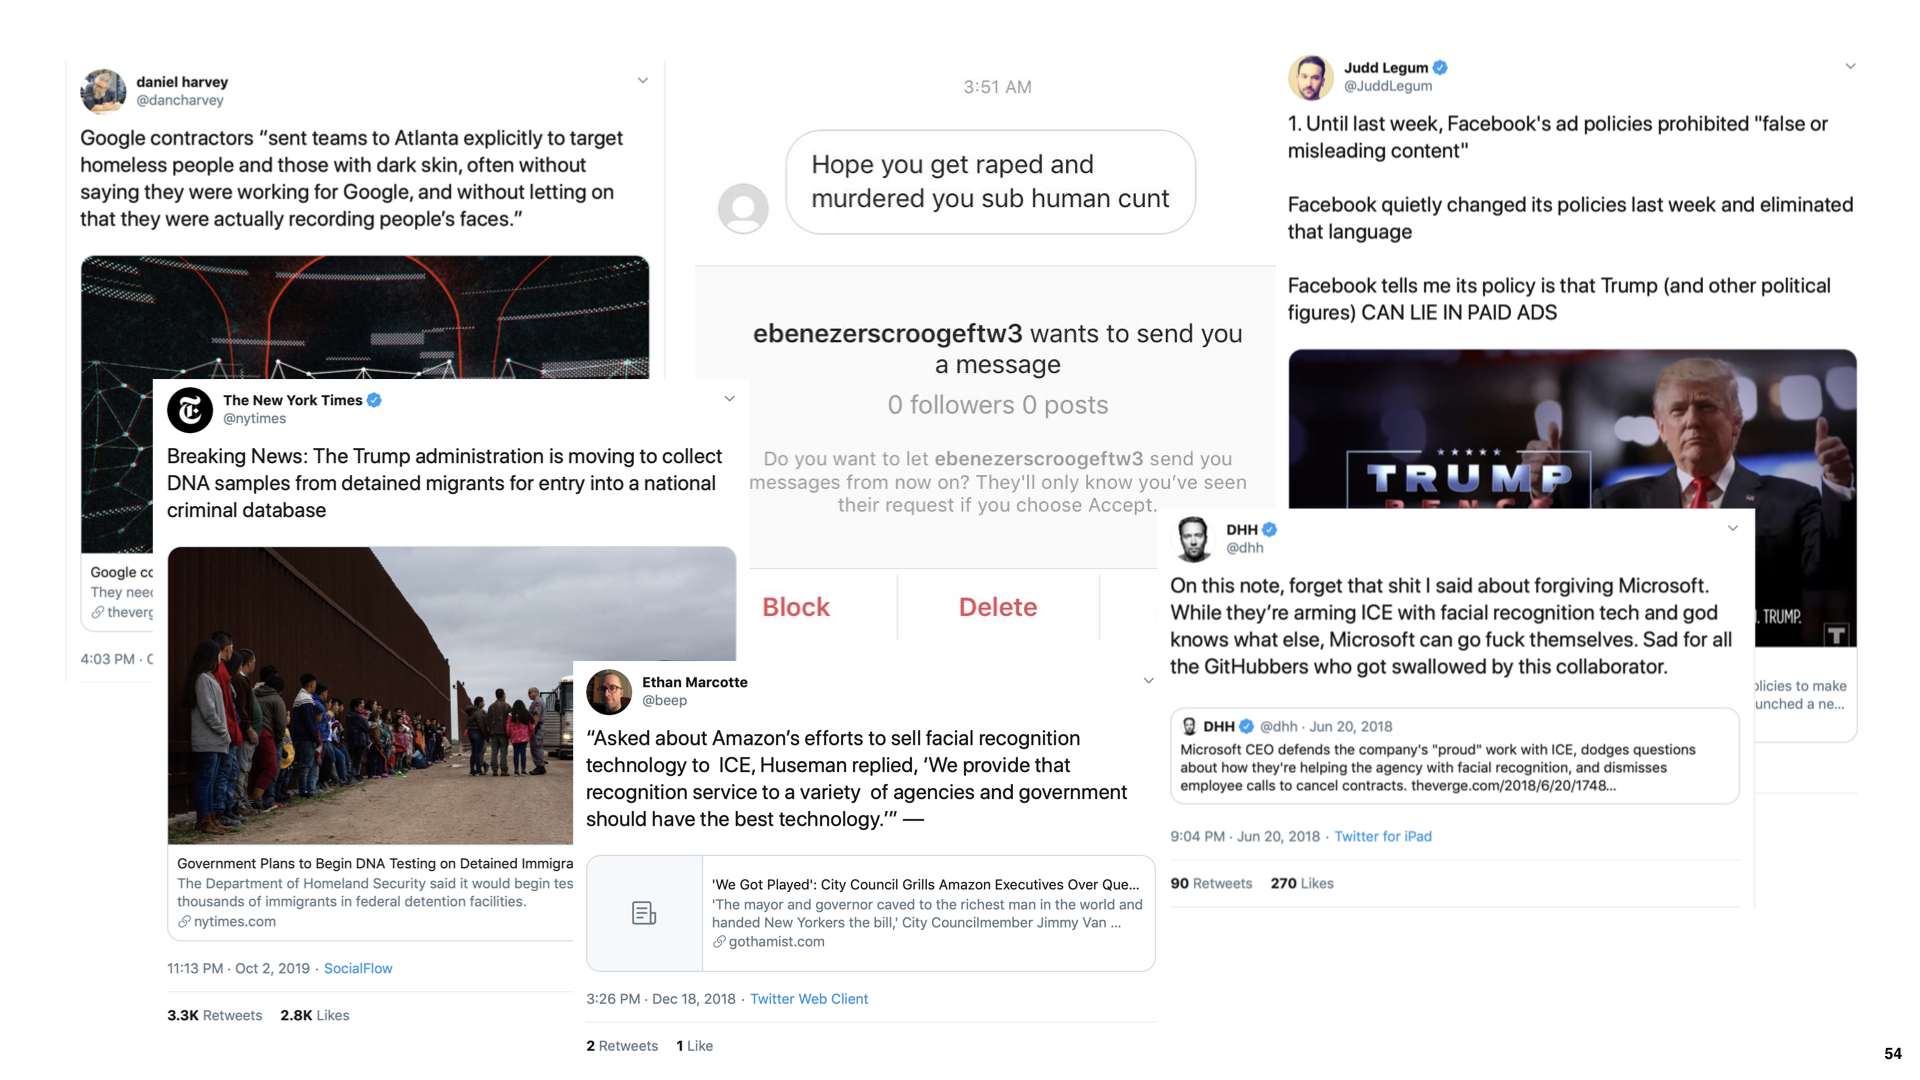 daniel harvey
@dancharvey
Google contractors “sent teams to Atlanta explicitly to target
homeless people and those with dark skin, often without
saying they were working for Google, and without letting on
that they were actually recording people’s faces.”
Google co
They need
theverg
4:03 PM ·
The New York Times
@nytimes
Breaking News: The Trump administration is moving to collect
DNA samples from detained migrants for entry into a national
criminal database
Government Plans to Begin DNA Testing on Detained Immigra
The Department of Homeland Security said it would begin tes
thousands of immigrants in federal detention facilities.
nytimes.com
11:13 PM · Oct 2, 2019 · SocialFlow
3.3K Retweets 2.8K Likes
3:51 AM
Hope you get raped and
murdered you sub human cunt
ebenezerscroogeftw3 wants to send you
a message
0 followers 0 posts
Do you want to let ebenezerscroogeftw3 send you
messages from now on? They'll only know you’ve seen
their request if you choose Accept.
Block
Delete
Ethan Marcotte
@beep
“Asked about Amazon’s efforts to sell facial recognition
technology to ICE, Huseman replied, ‘We provide that
recognition service to a variety of agencies and government
should have the best technology.’” —
'We Got Played': City Council Grills Amazon Executives Over Que...
'The mayor and governor caved to the richest man in the world and
handed New Yorkers the bill,' City Councilmember Jimmy Van ...
gothamist.com
3:26 PM · Dec 18, 2018 · Twitter Web Client
2 Retweets 1 Like
Judd Legum
@JuddLegum
1. Until last week, Facebook's ad policies prohibited "false or
misleading content"
Facebook quietly changed its policies last week and eliminated
that language
Facebook tells me its policy is that Trump (and other political
figures) CAN LIE IN PAID ADS
TRUMP
PENCE
TRUMP.
T
olicies to make
unched a ne...
DHH
@dhh
On this note, forget that shit I said about forgiving Microsoft.
While they’re arming ICE with facial recognition tech and god
knows what else, Microsoft can go fuck themselves. Sad for all
the GitHubbers who got swallowed by this collaborator.
DHH @dhh · Jun 20, 2018
Microsoft CEO defends the company's "proud" work with ICE, dodges questions
about how they're helping the agency with facial recognition, and dismisses
employee calls to cancel contracts. theverge.com/2018/6/20/1748...
9:04 PM · Jun 20, 2018 · Twitter for iPad
90 Retweets 270 Likes
54